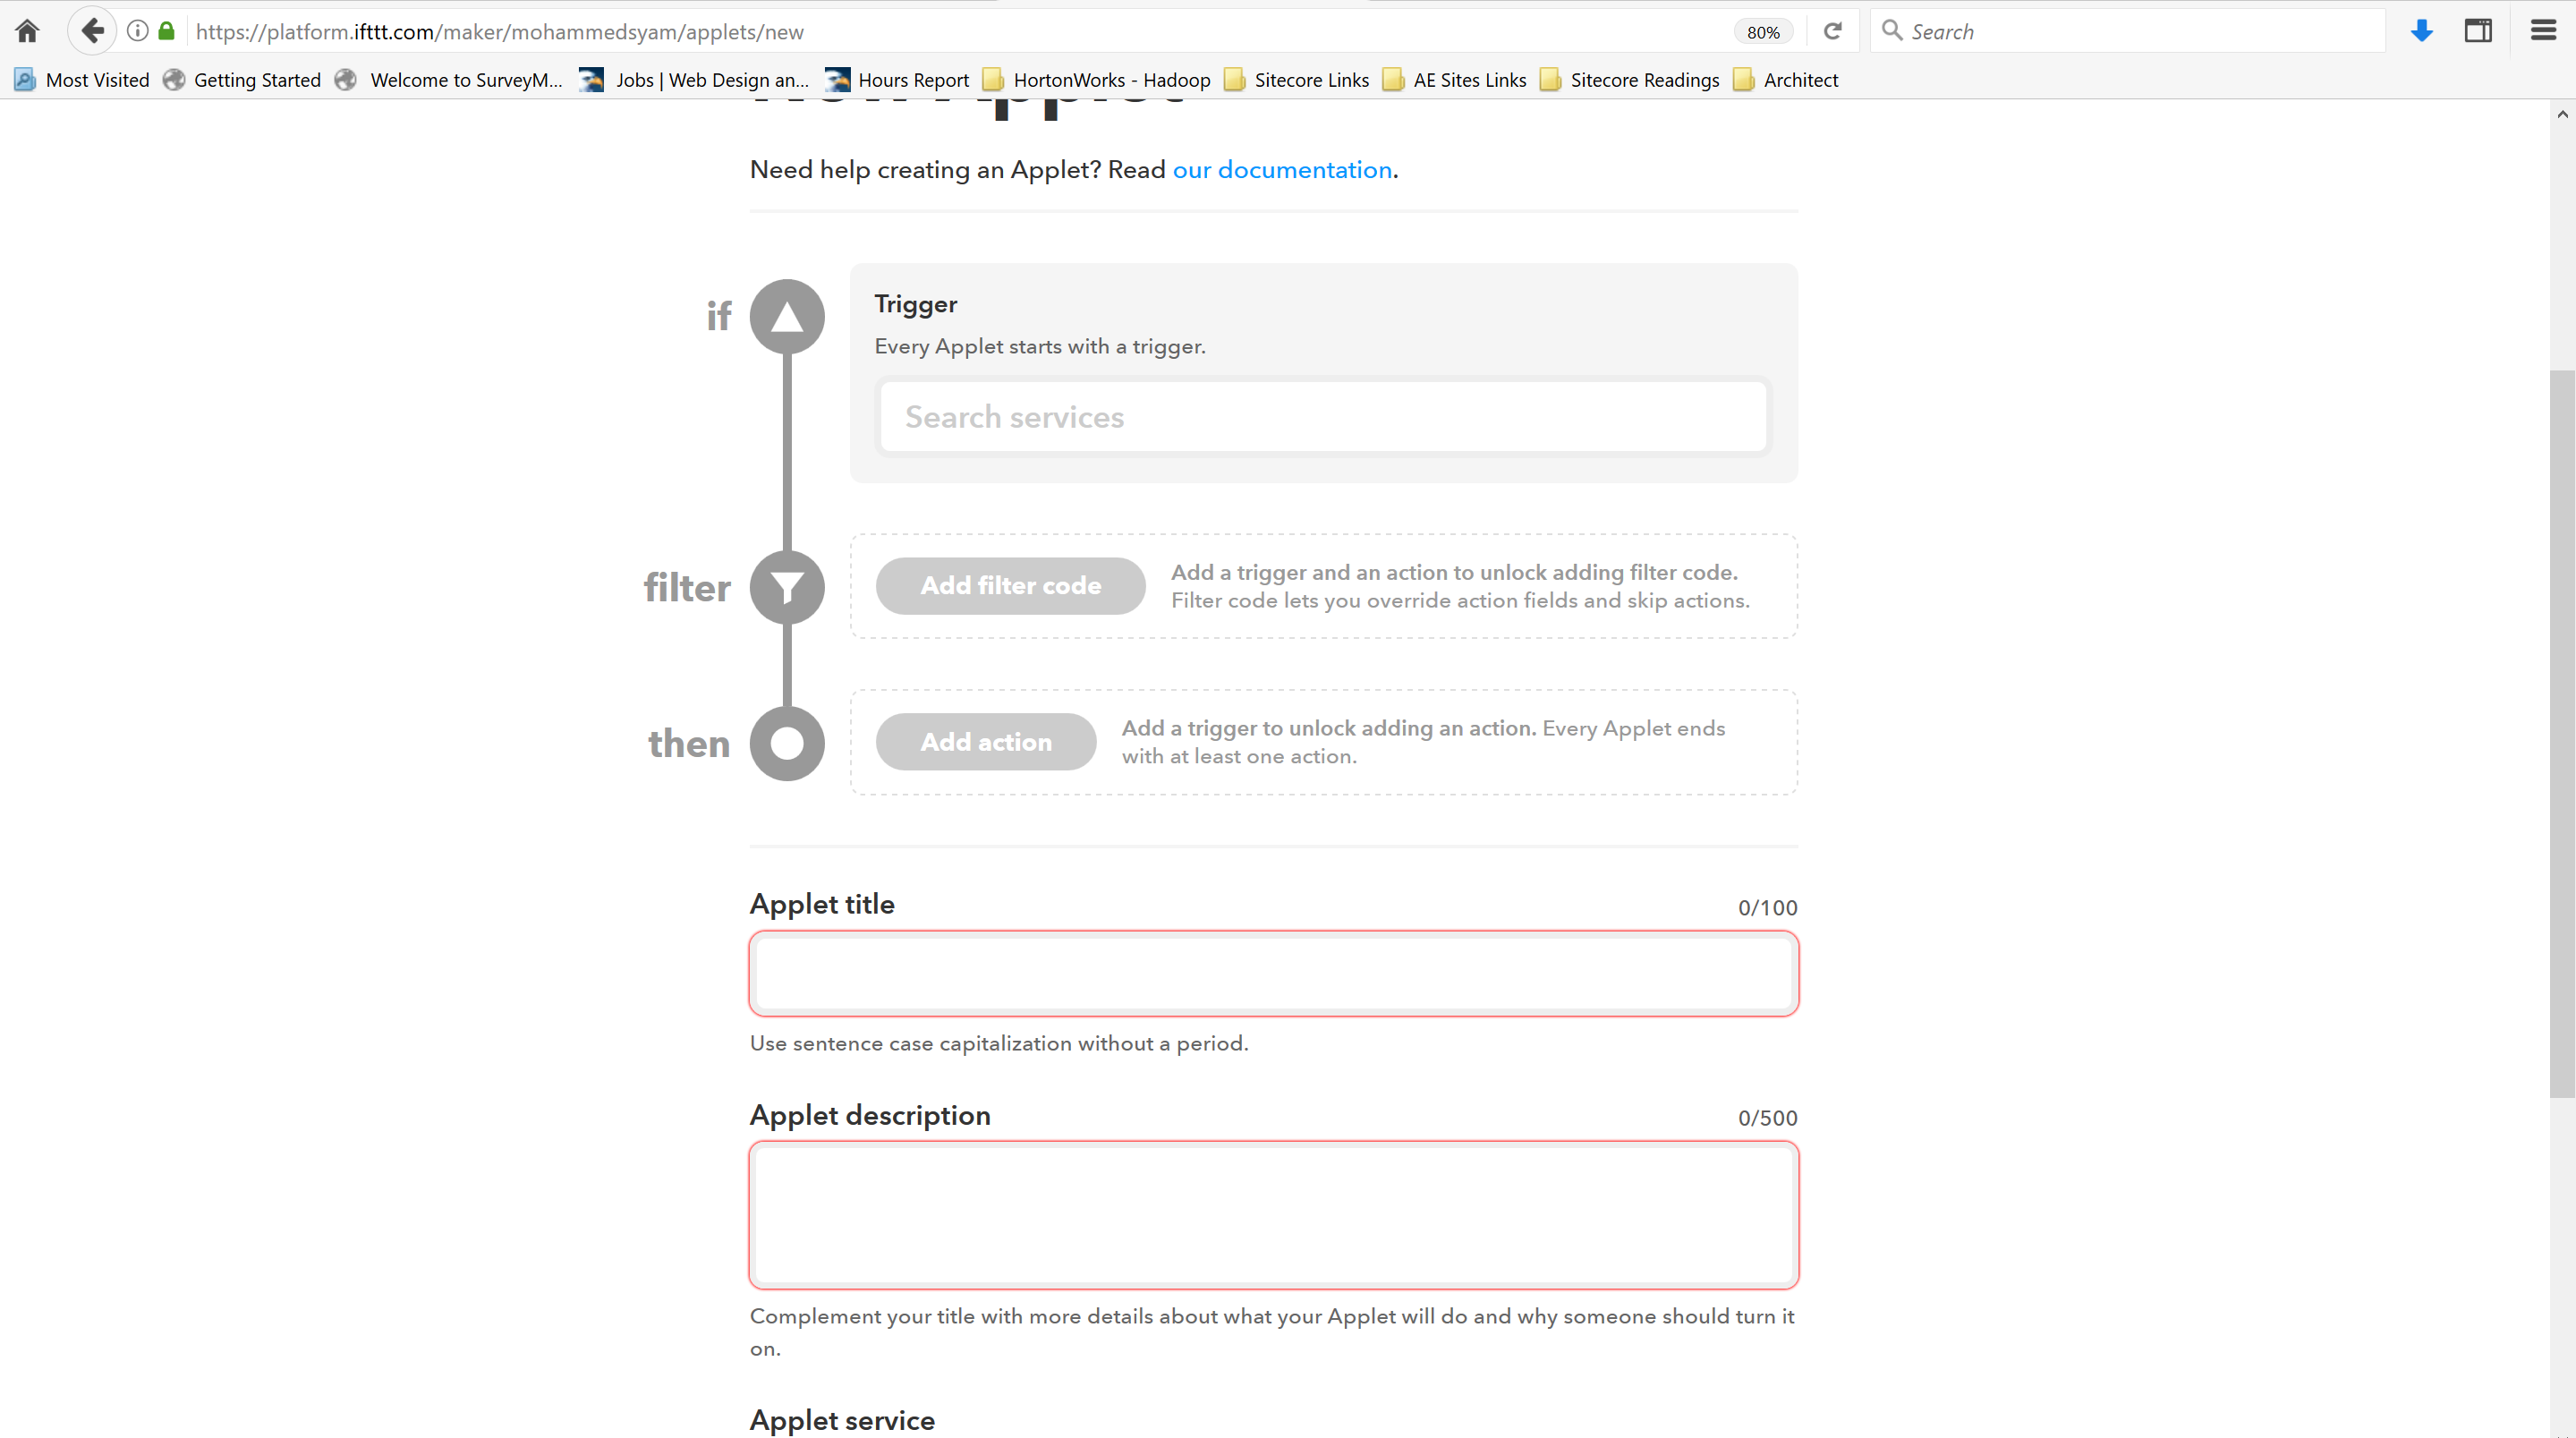 https://platform.ifttt.com/maker/mohammedsyam/applets/new
80%
Search
Most Visited
Getting Started
Welcome to SurveyM...
Jobs | Web Design an...
Hours Report
HortonWorks - Hadoop
Sitecore Links
AE Sites Links
Sitecore Readings
Architect
New Applet
Need help creating an Applet? Read our documentation.
if
Trigger
Every Applet starts with a trigger.
Search services
filter
Add filter code
Add a trigger and an action to unlock adding filter code.
Filter code lets you override action fields and skip actions.
then
Add action
Add a trigger to unlock adding an action. Every Applet ends
with at least one action.
Applet title
0/100
Use sentence case capitalization without a period.
Applet description
0/500
Complement your title with more details about what your Applet will do and why someone should turn it
on.
Applet service